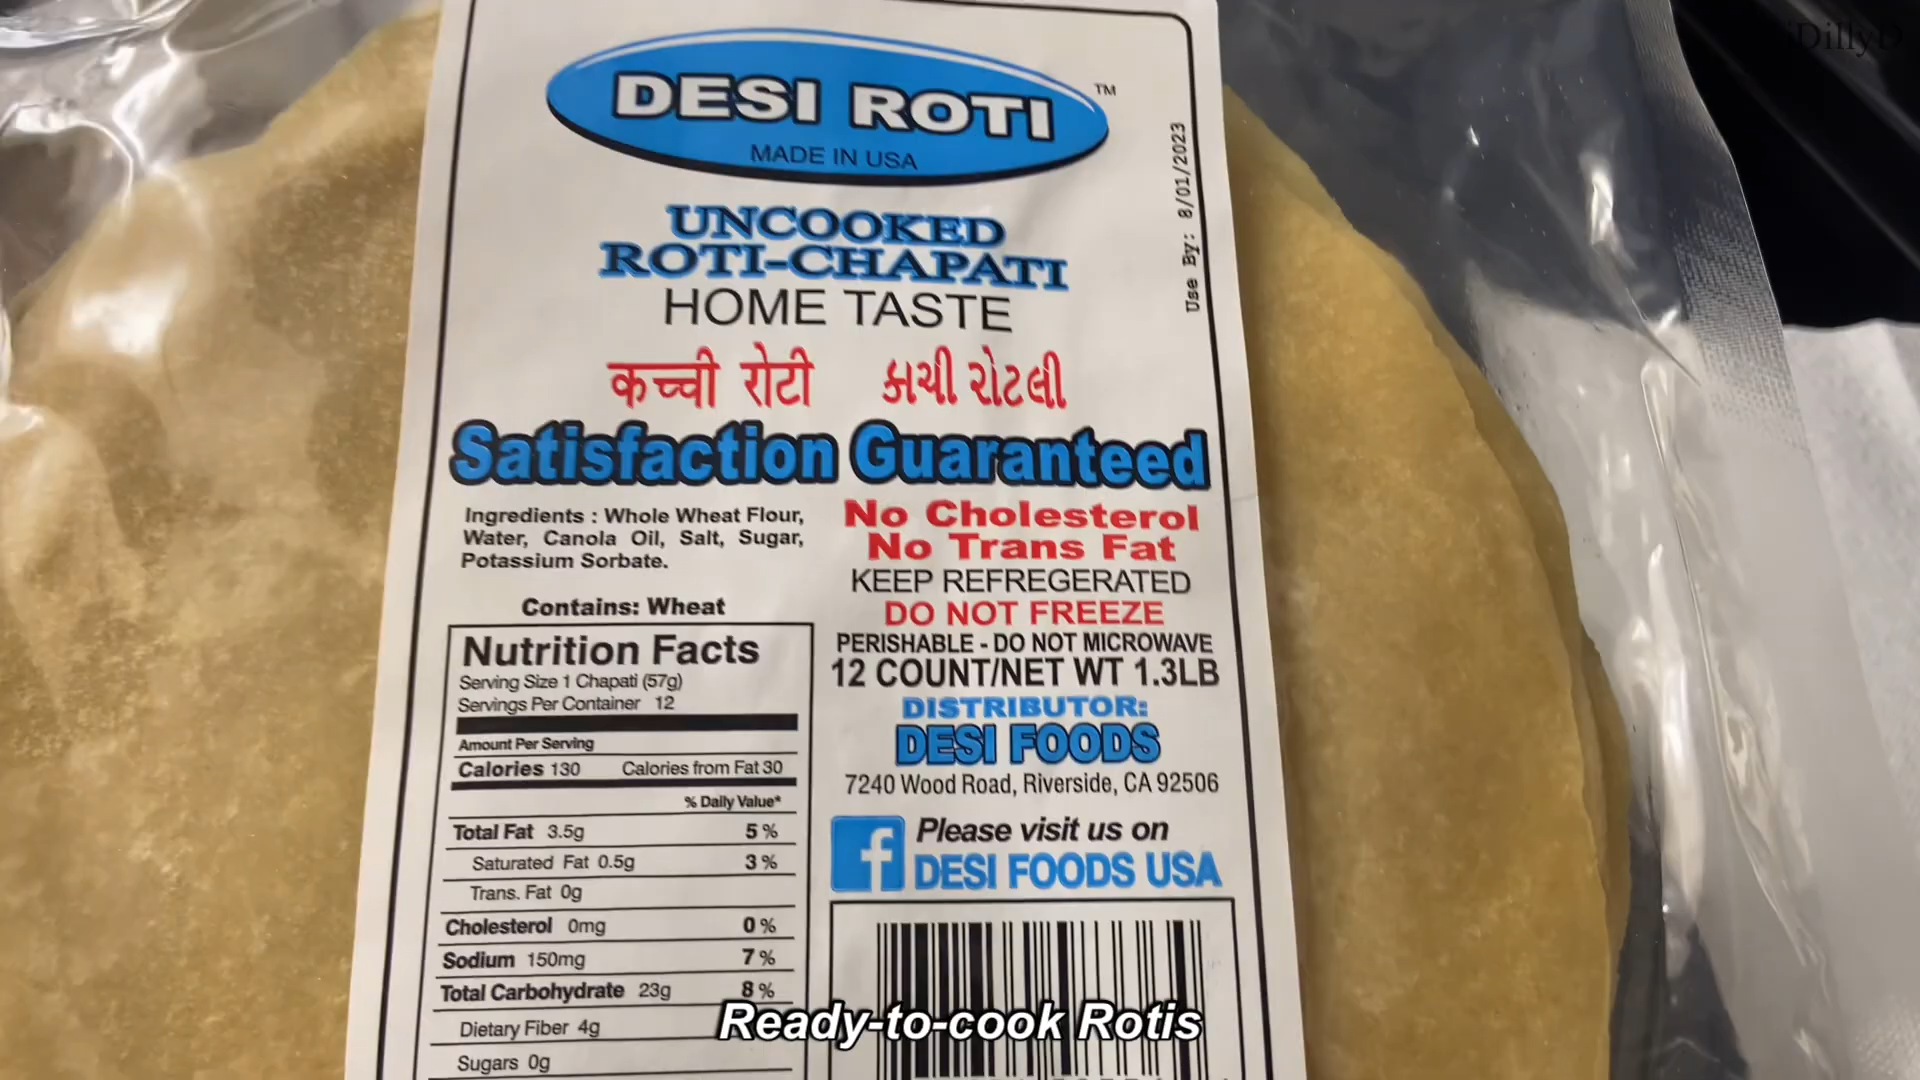 iDillyD
DESI ROTI
TM
MADE IN USA
UNCOOKED
ROTI-CHAPATI
HOME TASTE
Use By: 8/01/2023
कच्ची रोटी કાચી રોટલી
Satisfaction Guaranteed
Ingredients : Whole Wheat Flour,
Water, Canola Oil, Salt, Sugar,
Potassium Sorbate.
Contains: Wheat
Nutrition Facts
Serving Size 1 Chapati (57g)
Servings Per Container 12
Amount Per Serving
Calories 130 Calories from Fat 30
% Daily Value*
Total Fat 3.5g 5%
Saturated Fat 0.5g 3%
Trans. Fat 0g
Cholesterol 0mg 0%
Sodium 150mg 7%
Total Carbohydrate 23g 8%
Dietary Fiber 4g
Sugars 0g
No Cholesterol
No Trans Fat
KEEP REFREGERATED
DO NOT FREEZE
PERISHABLE - DO NOT MICROWAVE
12 COUNT/NET WT 1.3LB
DISTRIBUTOR:
DESI FOODS
7240 Wood Road, Riverside, CA 92506
f Please visit us on
DESI FOODS USA
Ready-to-cook Rotis